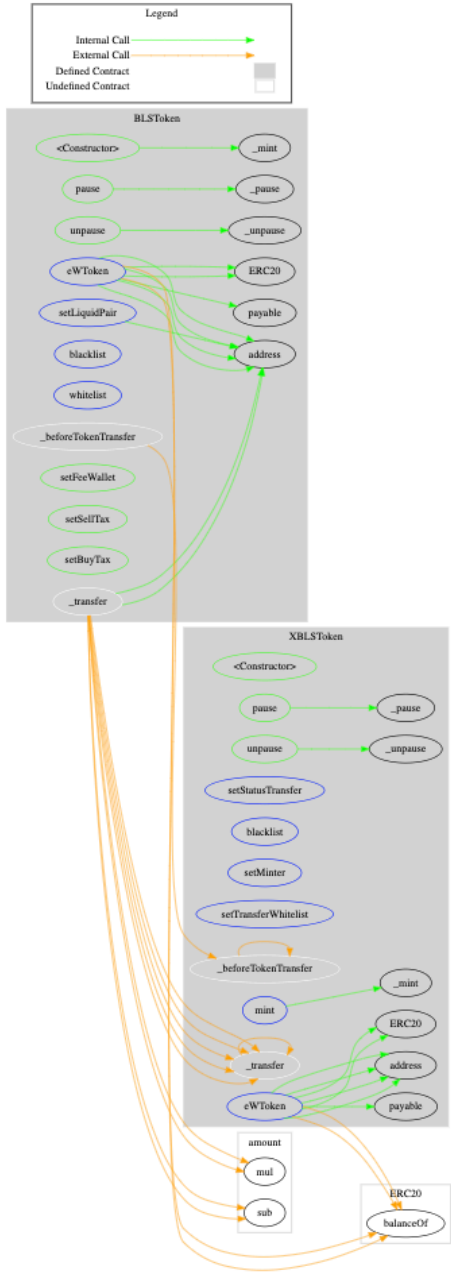 Legend
Internal Call
External Call
Defined Contract
Undefined Contract
BLSToken
<Constructor>
_mint
pause
_pause
unpause
_unpause
eWToken
ERC20
setLiquidPair
payable
blacklist
address
whitelist
_beforeTokenTransfer
setFeeWallet
setSellTax
setBuyTax
_transfer
XBLSToken
<Constructor>
pause
_pause
unpause
_unpause
setStatusTransfer
blacklist
setMinter
setTransferWhitelist
_beforeTokenTransfer
_mint
mint
ERC20
_transfer
address
eWToken
payable
amount
mul
sub
ERC20
balanceOf